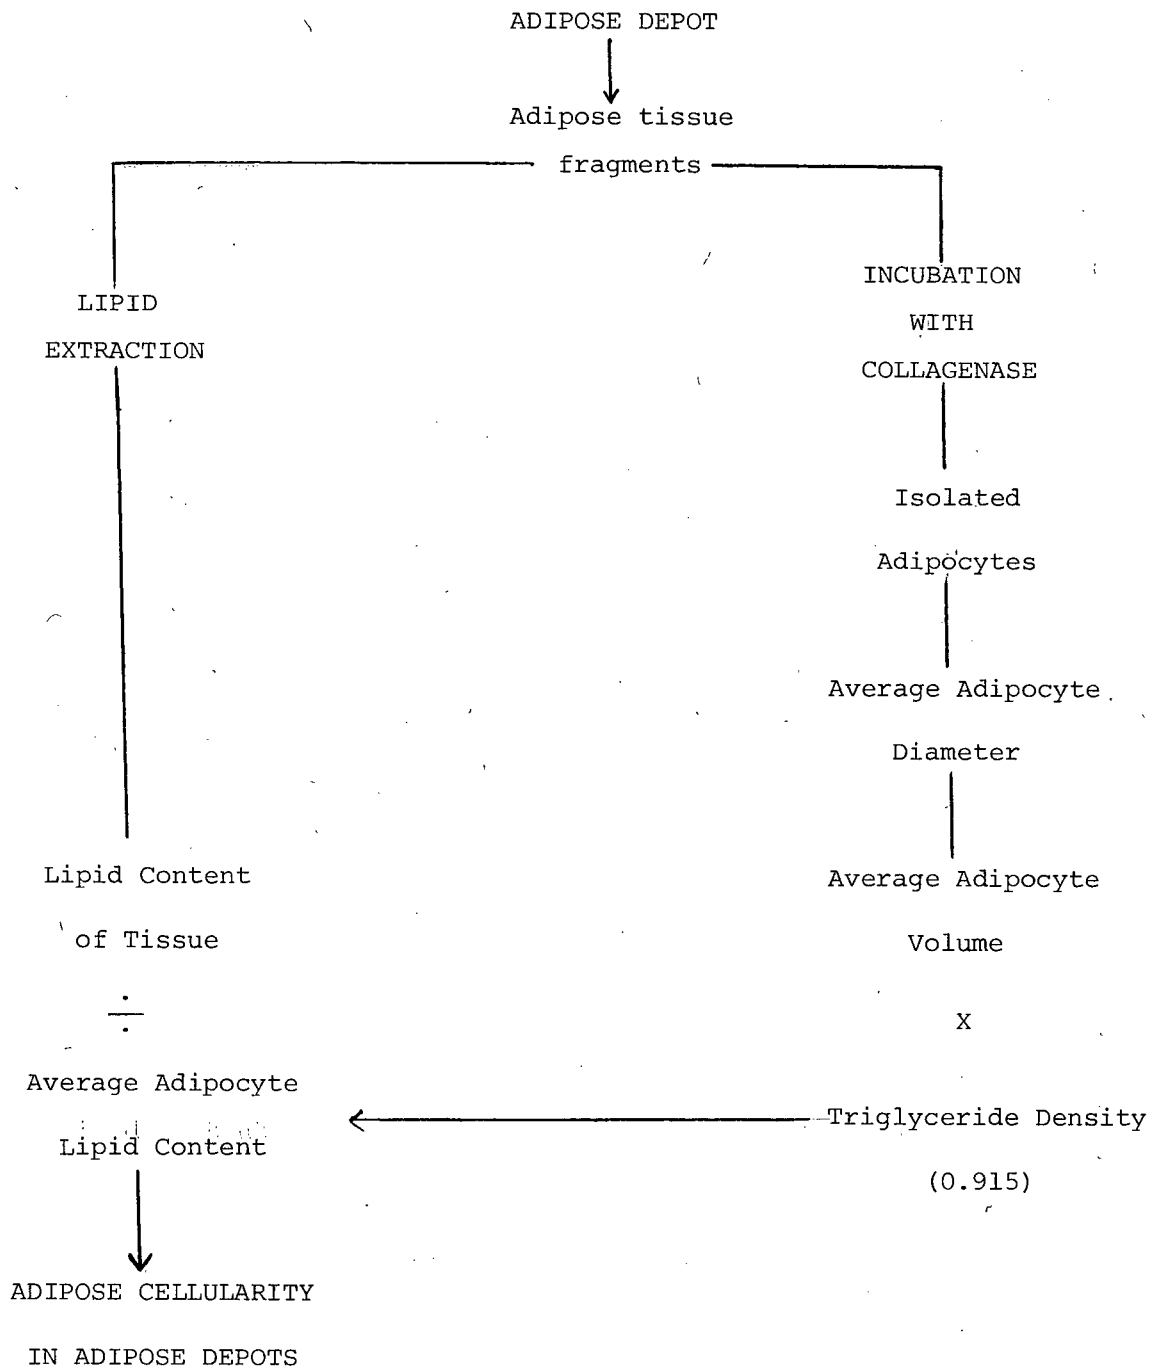 ADIPOSE DEPOT
Adipose tissue
fragments
LIPID
EXTRACTION
Lipid Content
of Tissue
÷
Average Adipocyte
Lipid Content
ADIPOSE CELLULARITY
IN ADIPOSE DEPOTS
INCUBATION
WITH
COLLAGENASE
Isolated
Adipocytes
Average Adipocyte
Diameter
Average Adipocyte
Volume
X
Triglyceride Density
(0.915)